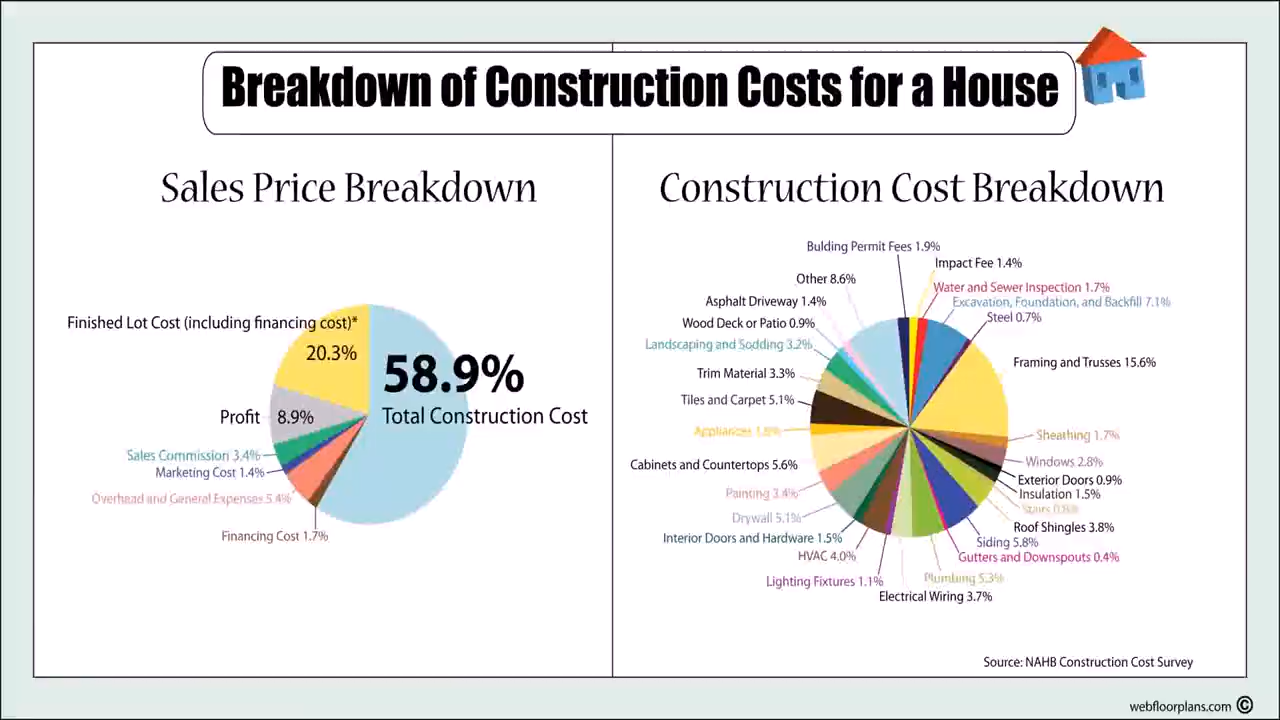 Breakdown of Construction Costs for a House
Sales Price Breakdown
Finished Lot Cost (including financing cost)*
20.3%
58.9%
Total Construction Cost
Profit 8.9%
Sales Commission 3.4%
Marketing Cost 1.4%
Overhead and General Expenses 5.4%
Financing Cost 1.7%
Construction Cost Breakdown
Bulding Permit Fees 1.9%
Impact Fee 1.4%
Water and Sewer Inspection 1.7%
Excavation, Foundation, and Backfill 7.1%
Steel 0.7%
Framing and Trusses 15.6%
Sheathing 1.7%
Windows 2.8%
Exterior Doors 0.9%
Insulation 1.5%
Stairs
Roof Shingles 3.8%
Siding 5.8%
Gutters and Downspouts 0.4%
Plumbing 5.3%
Electrical Wiring 3.7%
Lighting Fixtures 1.1%
HVAC 4.0%
Interior Doors and Hardware 1.5%
Drywall 5.1%
Painting 3.4%
Cabinets and Countertops 5.6%
Appliances
Tiles and Carpet 5.1%
Trim Material 3.3%
Landscaping and Sodding 3.2%
Wood Deck or Patio 0.9%
Asphalt Driveway 1.4%
Other 8.6%
Source: NAHB Construction Cost Survey
webfloorplans.com ©